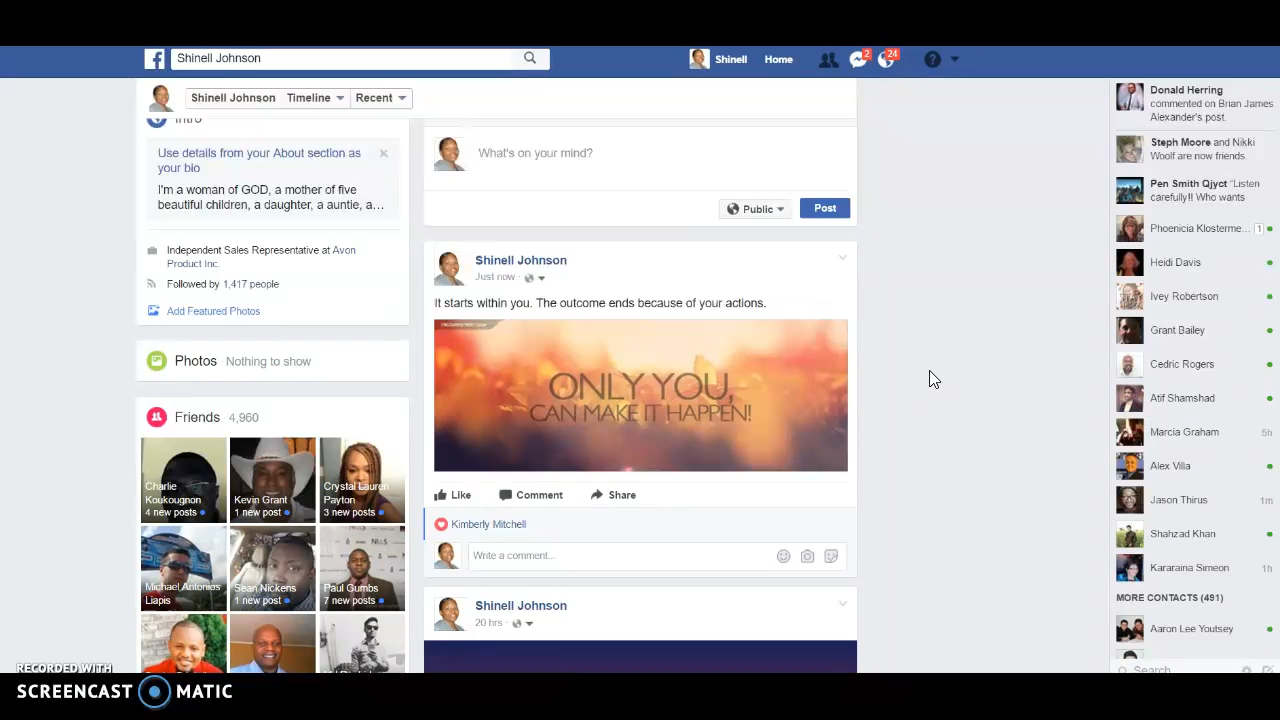 Shinell Johnson
Shinell
Home
2
24
Shinell Johnson
Timeline
Recent
Intro
Use details from your About section as
your bio
I'm a woman of GOD, a mother of five
beautiful children, a daughter, a auntie, a…
Independent Sales Representative at Avon
Product Inc.
Followed by 1,417 people
Add Featured Photos
Photos Nothing to show
Friends 4,960
Charlie
Koukougnon
4 new posts
Kevin Grant
1 new post
Crystal Lauren
Payton
3 new posts
Michael Antonios
Liapis
Sean Nickens
1 new post
Paul Gumbs
7 new posts
What's on your mind?
Public
Post
Shinell Johnson
Just now
It starts within you. The outcome ends because of your actions.
ONLY YOU,
CAN MAKE IT HAPPEN!
Like
Comment
Share
Kimberly Mitchell
Write a comment...
Shinell Johnson
20 hrs
Donald Herring
commented on Brian James
Alexander's post.
Steph Moore and Nikki
Woolf are now friends.
Pen Smith Qjyct "Listen
carefully!! Who wants
Phoenicia Klosterme... 1
Heidi Davis
Ivey Robertson
Grant Bailey
Cedric Rogers
Atif Shamshad
Marcia Graham 5h
Alex Villa
Jason Thirus 1m
Shahzad Khan
Kararaina Simeon 1h
MORE CONTACTS (491)
Aaron Lee Youtsey
Search
RECORDED WITH
SCREENCAST MATIC